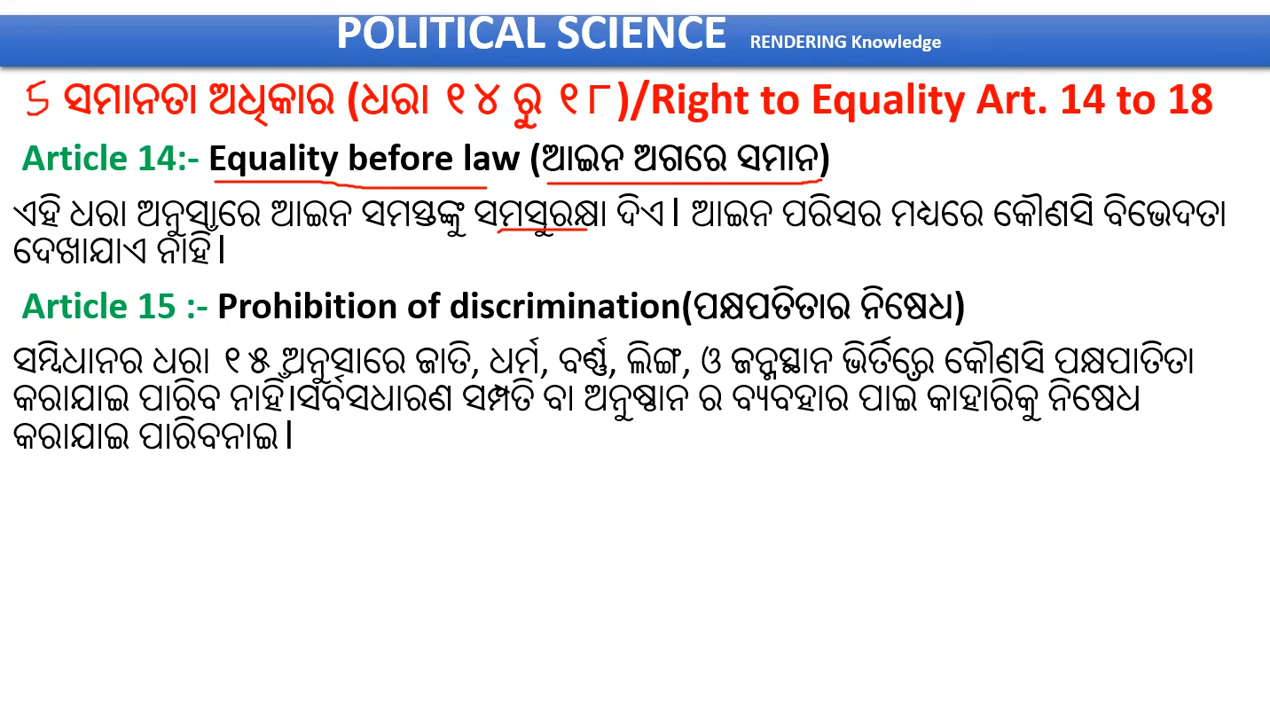 POLITICAL SCIENCE RENDERING Knowledge
ସମାନତା ଅଧିକାର (ଧରା ୧୪ ରୁ ୧୮)/Right to Equality Art. 14 to 18
Article 14:- Equality before law (ଆଇନ ଅଗରେ ସମାନ)
ଏହି ଧରା ଅନୁସ୍ୱାରେ ଆଇନ ସମସ୍ତଙ୍କୁ ସମସୁରକ୍ଷା ଦିଏ। ଆଇନ ପରିସର ମଧ୍ୟରେ କୌଣସି ବିଭେଦତା
ଦେଖାଯାଏ ନାହିଁ।
Article 15 :- Prohibition of discrimination(ପକ୍ଷପତିତାର ନିଷେଧ)
ସମ୍ଭିଧାନର ଧରା ୧୫ ଅନୁସ୍ୱାରେ ଜାତି, ଧର୍ମ, ବର୍ଣ୍ଣ, ଲିଙ୍ଗ, ଓ ଜନ୍ମସ୍ଥାନ ଭିର୍ତିରେ କୌଣସି ପକ୍ଷପାତିତା
କରାଯାଇ ପାରିବ ନାହିଁ।ସର୍ବସଧାରଣ ସମ୍ପତି ବା ଅନୁଷ୍ଠାନ ର ବ୍ୟବହାର ପାଇଁ କାହାରିକୁ ନିଷେଧ
କରାଯାଇ ପାରିବନାଇ।